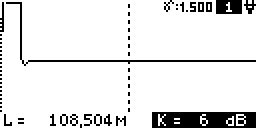 γ:1.500 1
L = 108,504 м K = 6 dB